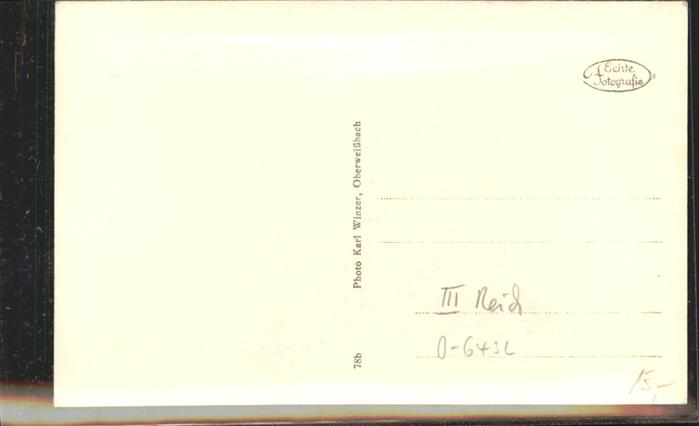 Echte
Fotografie
Photo Karl Winzer, Oberweißbach
78b
III Reich
O-6432
15,-